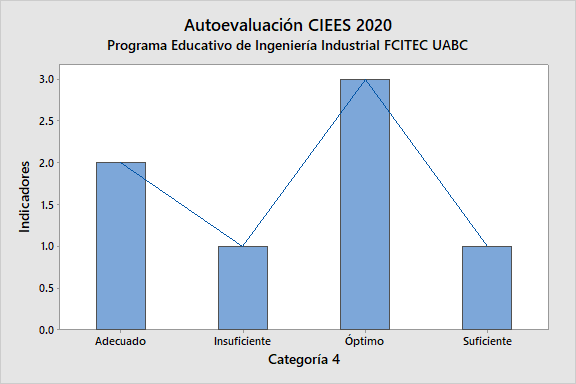 Autoevaluación CIEES 2020
Programa Educativo de Ingeniería Industrial FCITEC UABC
Indicadores
3.0
2.5
2.0
1.5
1.0
0.5
0.0
Adecuado Insuficiente Óptimo Suficiente
Categoría 4